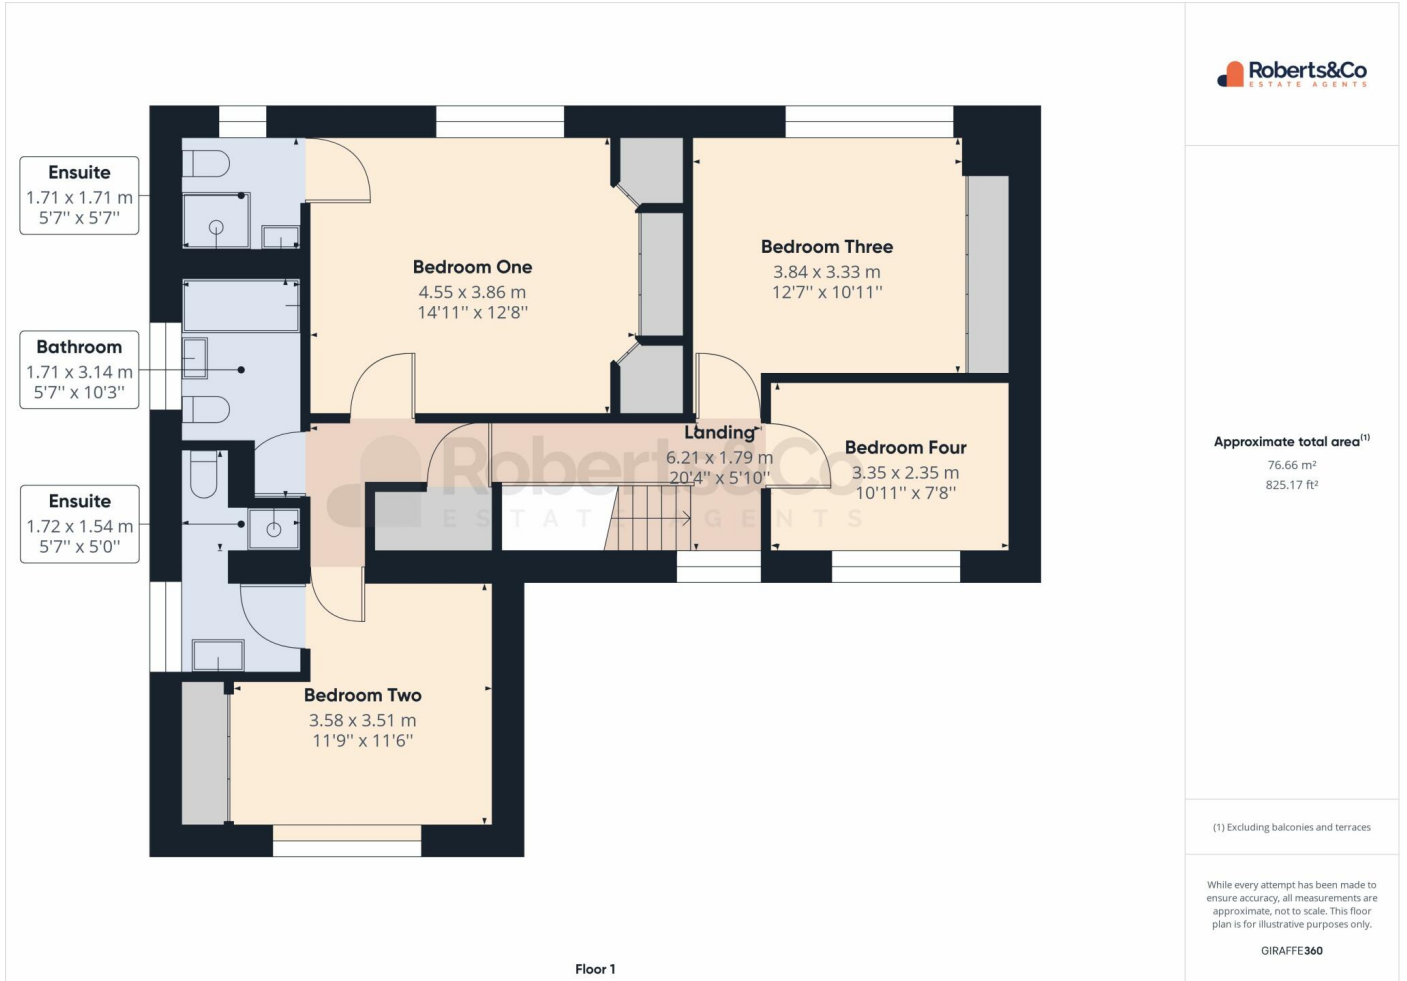 Roberts&Co
ESTATE AGENTS
Ensuite
1.71 x 1.71 m
5'7'' x 5'7''
Bathroom
1.71 x 3.14 m
5'7'' x 10'3''
Ensuite
1.72 x 1.54 m
5'7'' x 5'0''
Bedroom One
4.55 x 3.86 m
14'11'' x 12'8''
Bedroom Three
3.84 x 3.33 m
12'7'' x 10'11''
Landing
6.21 x 1.79 m
20'4'' x 5'10''
Bedroom Four
3.35 x 2.35 m
10'11'' x 7'8''
Roberts&Co
ESTATE AGENTS
Bedroom Two
3.58 x 3.51 m
11'9'' x 11'6''
Floor 1
Approximate total area(1)
76.66 m²
825.17 ft²
(1) Excluding balconies and terraces
While every attempt has been made to
ensure accuracy, all measurements are
approximate, not to scale. This floor
plan is for illustrative purposes only.
GIRAFFE360